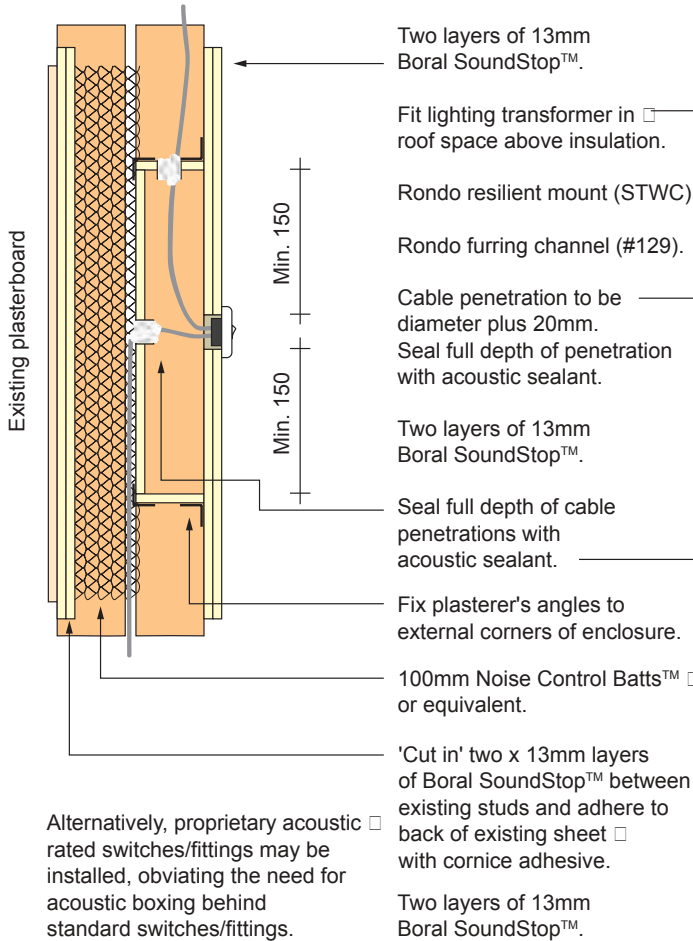 Existing plasterboard
Min. 150
Min. 150
Two layers of 13mm
Boral SoundStop™.
Fit lighting transformer in □
roof space above insulation.
Rondo resilient mount (STWC)
Rondo furring channel (#129).
Cable penetration to be
diameter plus 20mm.
Seal full depth of penetration
with acoustic sealant.
Two layers of 13mm
Boral SoundStop™.
Seal full depth of cable
penetrations with
acoustic sealant.
Fix plasterer's angles to
external corners of enclosure.
100mm Noise Control Batts™ □
or equivalent.
'Cut in' two x 13mm layers
of Boral SoundStop™ between
existing studs and adhere to
back of existing sheet □
with cornice adhesive.
Two layers of 13mm
Boral SoundStop™.
Alternatively, proprietary acoustic □
rated switches/fittings may be
installed, obviating the need for
acoustic boxing behind
standard switches/fittings.